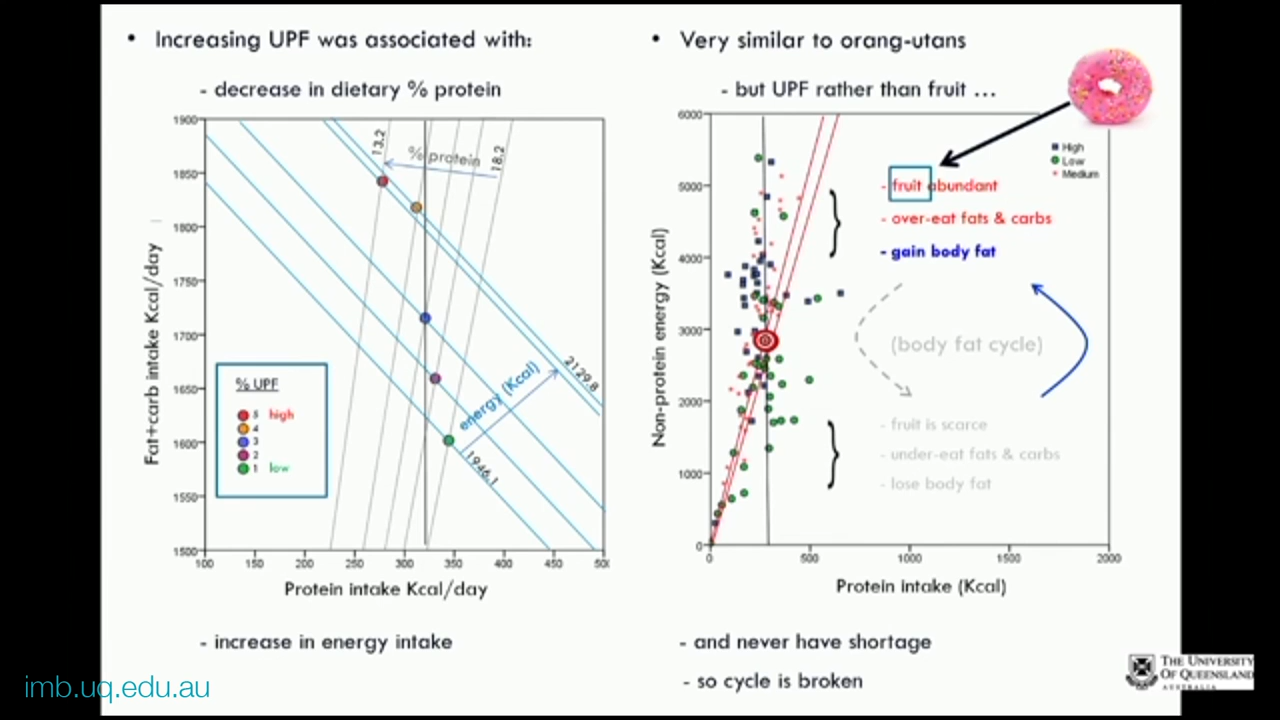 • Increasing UPF was associated with:
- decrease in dietary % protein
1900
1850
1800
1750
1700
1650
1600
1550
1500
Fat+carb intake Kcal/day
13.2
% protein
18.2
energy (Kcal)
2129.8
1946.1
% UPF
5 high
4
3
2
1 low
100 150 200 250 300 350 400 450
Protein intake Kcal/day
- increase in energy intake
• Very similar to orang-utans
- but UPF rather than fruit ...
6000
5000
4000
3000
2000
1000
0
Non-protein energy (Kcal)
High
Low
Medium
- fruit abundant
- over-eat fats & carbs
- gain body fat
(body fat cycle)
- fruit is scarce
- under-eat fats & carbs
- lose body fat
0 500 1000 1500 2000
Protein intake (Kcal)
- and never have shortage
- so cycle is broken
imb.uq.edu.au
THE UNIVERSITY
OF QUEENSLAND
AUSTRALIA